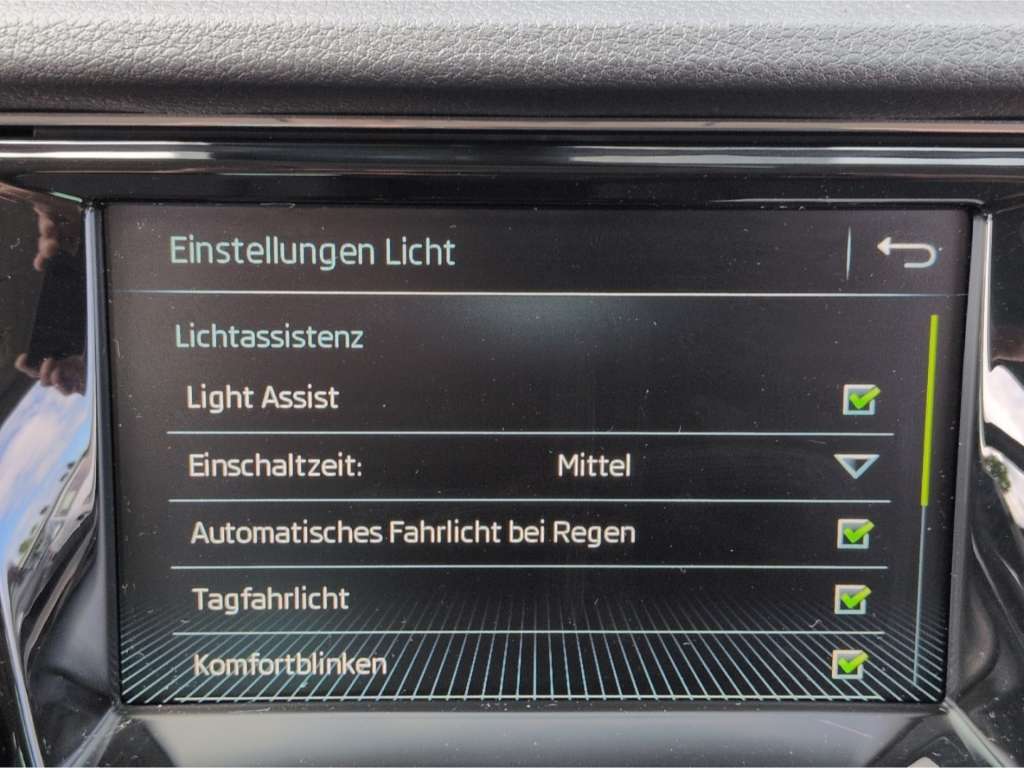 Einstellungen Licht
Lichtassistenz
Light Assist
Einschaltzeit: Mittel
Automatisches Fahrlicht bei Regen
Tagfahrlicht
Komfortblinken